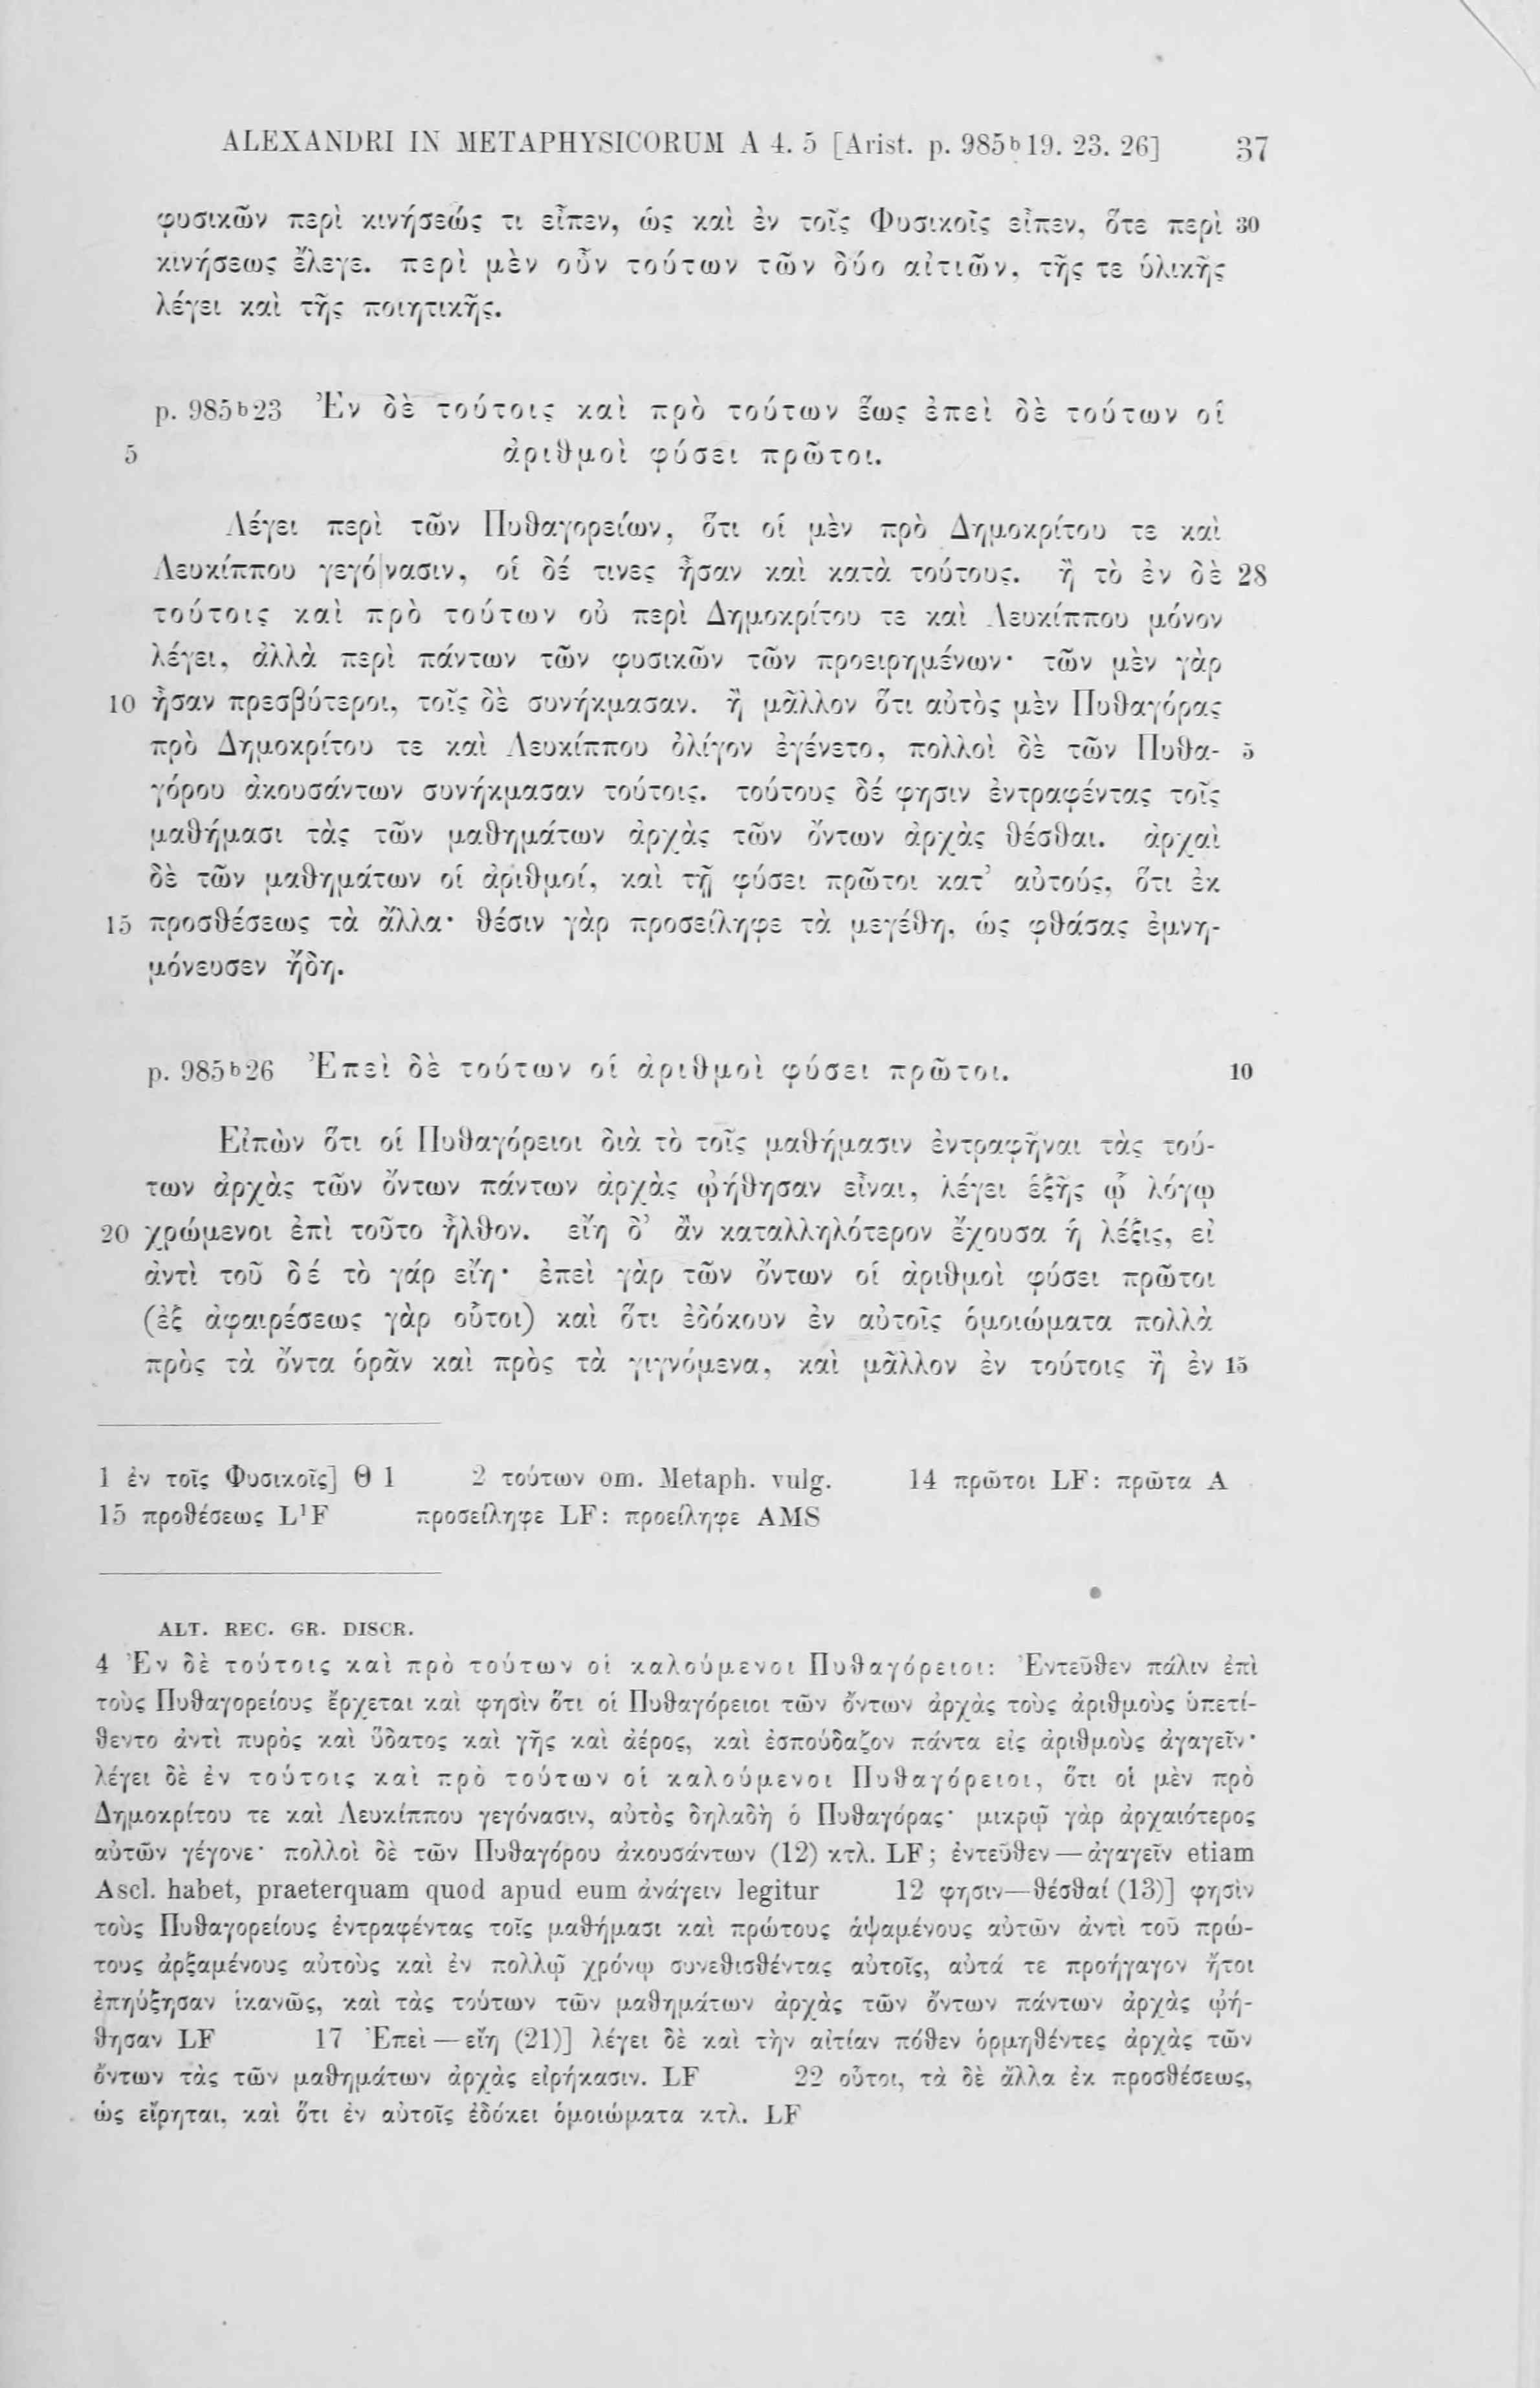 ALEXANDRI IN METAPHYSICORUM A 4. 5 [Arist. p. 985b19. 23. 26] 37
φυσικῶν περὶ κινήσεώς τι εἶπεν, ὡς καὶ ἐν τοῖς Φυσικοῖς εἶπεν, ὅτε περὶ 30
κινήσεως ἔλεγε. περὶ μὲν οὖν τούτων τῶν δύο αἰτιῶν, τῆς τε ὑλικῆς
λέγει καὶ τῆς ποιητικῆς.
p. 985b23 Ἐν δὲ τούτοις καὶ πρὸ τούτων ἕως ἐπεὶ δὲ τούτων οἱ
5 ἀριθμοὶ φύσει πρῶτοι.
Λέγει περὶ τῶν Πυθαγορείων, ὅτι οἱ μὲν πρὸ Δημοκρίτου τε καὶ
Λευκίππου γεγό|νασιν, οἱ δέ τινες ἦσαν καὶ κατὰ τούτους. ἢ τὸ ἐν δὲ 28
τούτοις καὶ πρὸ τούτων οὐ περὶ Δημοκρίτου τε καὶ Λευκίππου μόνον
λέγει, ἀλλὰ περὶ πάντων τῶν φυσικῶν τῶν προειρημένων· τῶν μὲν γὰρ
10 ἦσαν πρεσβύτεροι, τοῖς δὲ συνήκμασαν. ἢ μᾶλλον ὅτι αὐτὸς μὲν Πυθαγόρας
πρὸ Δημοκρίτου τε καὶ Λευκίππου ὀλίγον ἐγένετο, πολλοὶ δὲ τῶν Πυθα- 5
γόρου ἀκουσάντων συνήκμασαν τούτοις. τούτους δέ φησιν ἐντραφέντας τοῖς
μαθήμασι τὰς τῶν μαθημάτων ἀρχὰς τῶν ὄντων ἀρχὰς θέσθαι. ἀρχαὶ
δὲ τῶν μαθημάτων οἱ ἀριθμοί, καὶ τῇ φύσει πρῶτοι κατ’ αὐτούς, ὅτι ἐκ
15 προσθέσεως τὰ ἄλλα· θέσιν γὰρ προσείληφε τὰ μεγέθη, ὡς φθάσας ἐμνη-
μόνευσεν ἤδη.
p. 985b26 Ἐπεὶ δὲ τούτων οἱ ἀριθμοὶ φύσει πρῶτοι. 10
Εἰπὼν ὅτι οἱ Πυθαγόρειοι διὰ τὸ τοῖς μαθήμασιν ἐντραφῆναι τὰς τού-
των ἀρχὰς τῶν ὄντων πάντων ἀρχὰς ᾠήθησαν εἶναι, λέγει ἑξῆς ᾧ λόγῳ
20 χρώμενοι ἐπὶ τοῦτο ἦλθον. εἴη δ’ ἂν καταλληλότερον ἔχουσα ἡ λέξις, εἰ
ἀντὶ τοῦ δέ τὸ γάρ εἴη· ἐπεὶ γὰρ τῶν ὄντων οἱ ἀριθμοὶ φύσει πρῶτοι
(ἐξ ἀφαιρέσεως γὰρ οὗτοι) καὶ ὅτι ἐδόκουν ἐν αὐτοῖς ὁμοιώματα πολλὰ
πρὸς τὰ ὄντα ὁρᾶν καὶ πρὸς τὰ γιγνόμενα, καὶ μᾶλλον ἐν τούτοις ἢ ἐν 15
1 ἐν τοῖς Φυσικοῖς] Θ 1 2 τούτων om. Metaph. vulg. 14 πρῶτοι LF: πρῶτα A
15 προθέσεως L¹F προσείληφε LF: προείληφε AMS
ALT. REC. GR. DISCR.
4 Ἐν δὲ τούτοις καὶ πρὸ τούτων οἱ καλούμενοι Πυθαγόρειοι: Ἐντεῦθεν πάλιν ἐπὶ
τοὺς Πυθαγορείους ἔρχεται καὶ φησὶν ὅτι οἱ Πυθαγόρειοι τῶν ὄντων ἀρχὰς τοὺς ἀριθμοὺς ὑπετί-
θεντο ἀντὶ πυρὸς καὶ ὕδατος καὶ γῆς καὶ ἀέρος, καὶ ἐσπούδαζον πάντα εἰς ἀριθμοὺς ἀγαγεῖν·
λέγει δὲ ἐν τούτοις καὶ πρὸ τούτων οἱ καλούμενοι Πυθαγόρειοι, ὅτι οἱ μὲν πρὸ
Δημοκρίτου τε καὶ Λευκίππου γεγόνασιν, αὐτὸς δηλαδὴ ὁ Πυθαγόρας· μικρῷ γὰρ ἀρχαιότερος
αὐτῶν γέγονε· πολλοὶ δὲ τῶν Πυθαγόρου ἀκουσάντων (12) κτλ. LF; ἐντεῦθεν — ἀγαγεῖν etiam
Ascl. habet, praeterquam quod apud eum ἀνάγειν legitur 12 φησιν—θέσθαί (13)] φησὶν
τοὺς Πυθαγορείους ἐντραφέντας τοῖς μαθήμασι καὶ πρώτους ἁψαμένους αὐτῶν ἀντὶ τοῦ πρώ-
τους ἀρξαμένους αὐτοὺς καὶ ἐν πολλῷ χρόνῳ συνεθισθέντας αὐτοῖς, αὐτά τε προήγαγον ἤτοι
ἐπηύξησαν ἱκανῶς, καὶ τὰς τούτων τῶν μαθημάτων ἀρχὰς τῶν ὄντων πάντων ἀρχὰς ᾠή-
θησαν LF 17 Ἐπεὶ — εἴη (21)] λέγει δὲ καὶ τὴν αἰτίαν πόθεν ὁρμηθέντες ἀρχὰς τῶν
ὄντων τὰς τῶν μαθημάτων ἀρχὰς εἰρήκασιν. LF 22 οὗτοι, τὰ δὲ ἄλλα ἐκ προσθέσεως,
ὡς εἴρηται, καὶ ὅτι ἐν αὐτοῖς ἐδόκει ὁμοιώματα κτλ. LF